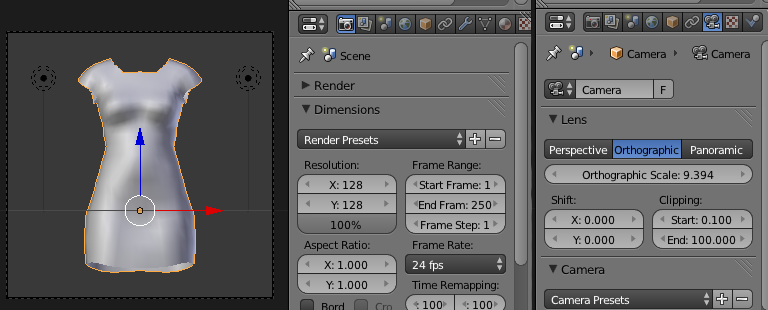 Scene
Render
Dimensions
Render Presets
Resolution:
X: 128
Y: 128
100%
Aspect Ratio:
X: 1.000
Y: 1.000
Bord
Cro
Frame Range:
Start Frame: 1
End Fram: 250
Frame Step: 1
Frame Rate:
24 fps
Time Remapping:
: 100
: 100
Camera
Camera
Camera
F
Lens
Perspective
Orthographic
Panoramic
Orthographic Scale: 9.394
Shift:
X: 0.000
Y: 0.000
Clipping:
Start: 0.100
End: 100.000
Camera
Camera Presets